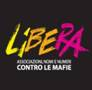 LIBERA
ASSOCIAZIONI, NOMI E NUMERI
CONTRO LE MAFIE